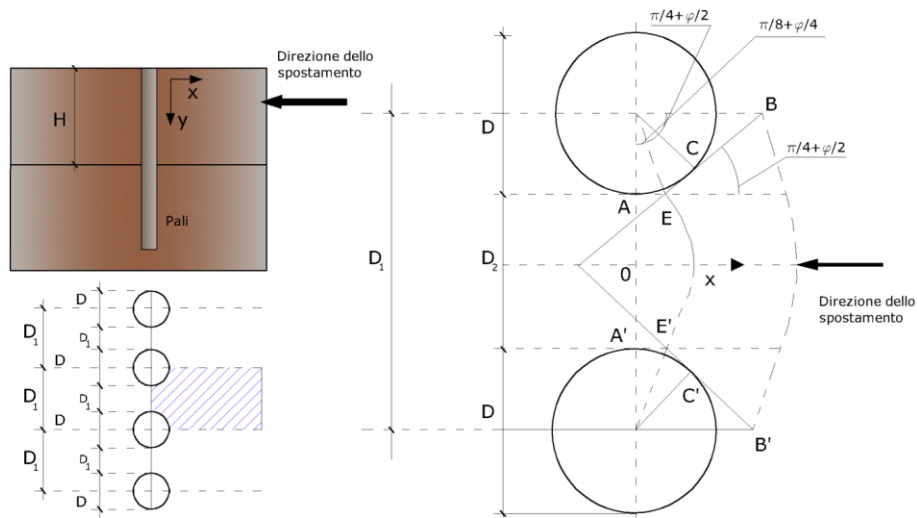 Direzione dello
spostamento
H
x
y
Pali
D
D1
D1
D
D1
D1
D
D1
D1
D
π/4+φ/2
π/8+φ/4
D
B
C
π/4+φ/2
A
E
D1
D2
0
x
Direzione dello
spostamento
A'
E'
D
C'
B'